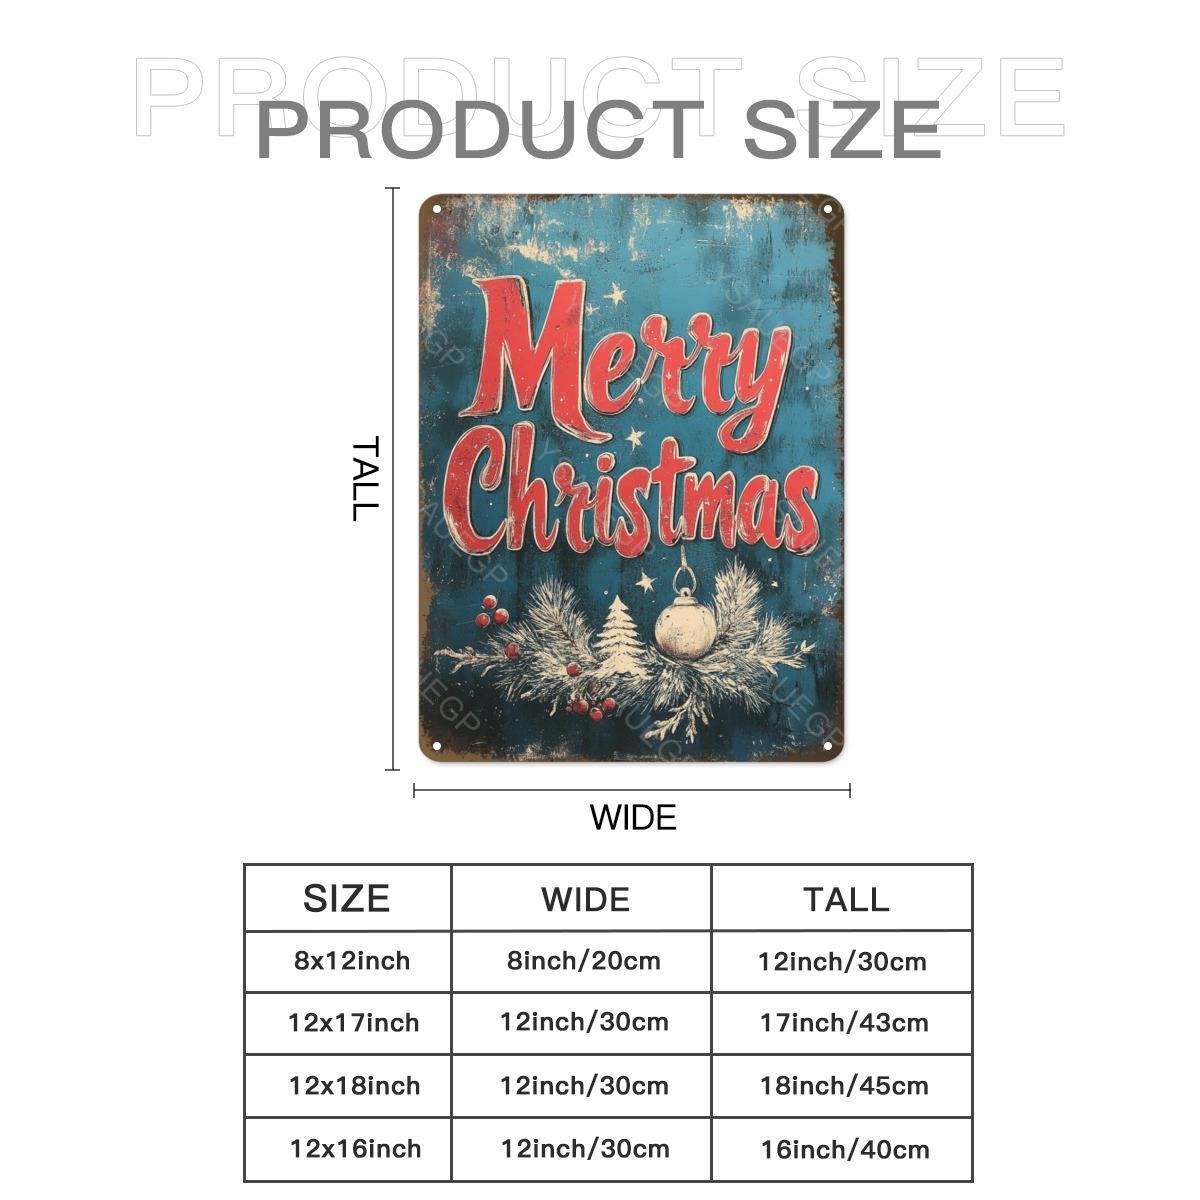 PRODUCT SIZE
PRODUCT SIZE
TALL
Merry
Christmas
WIDE
SIZE WIDE TALL
8x12inch 8inch/20cm 12inch/30cm
12x17inch 12inch/30cm 17inch/43cm
12x18inch 12inch/30cm 18inch/45cm
12x16inch 12inch/30cm 16inch/40cm